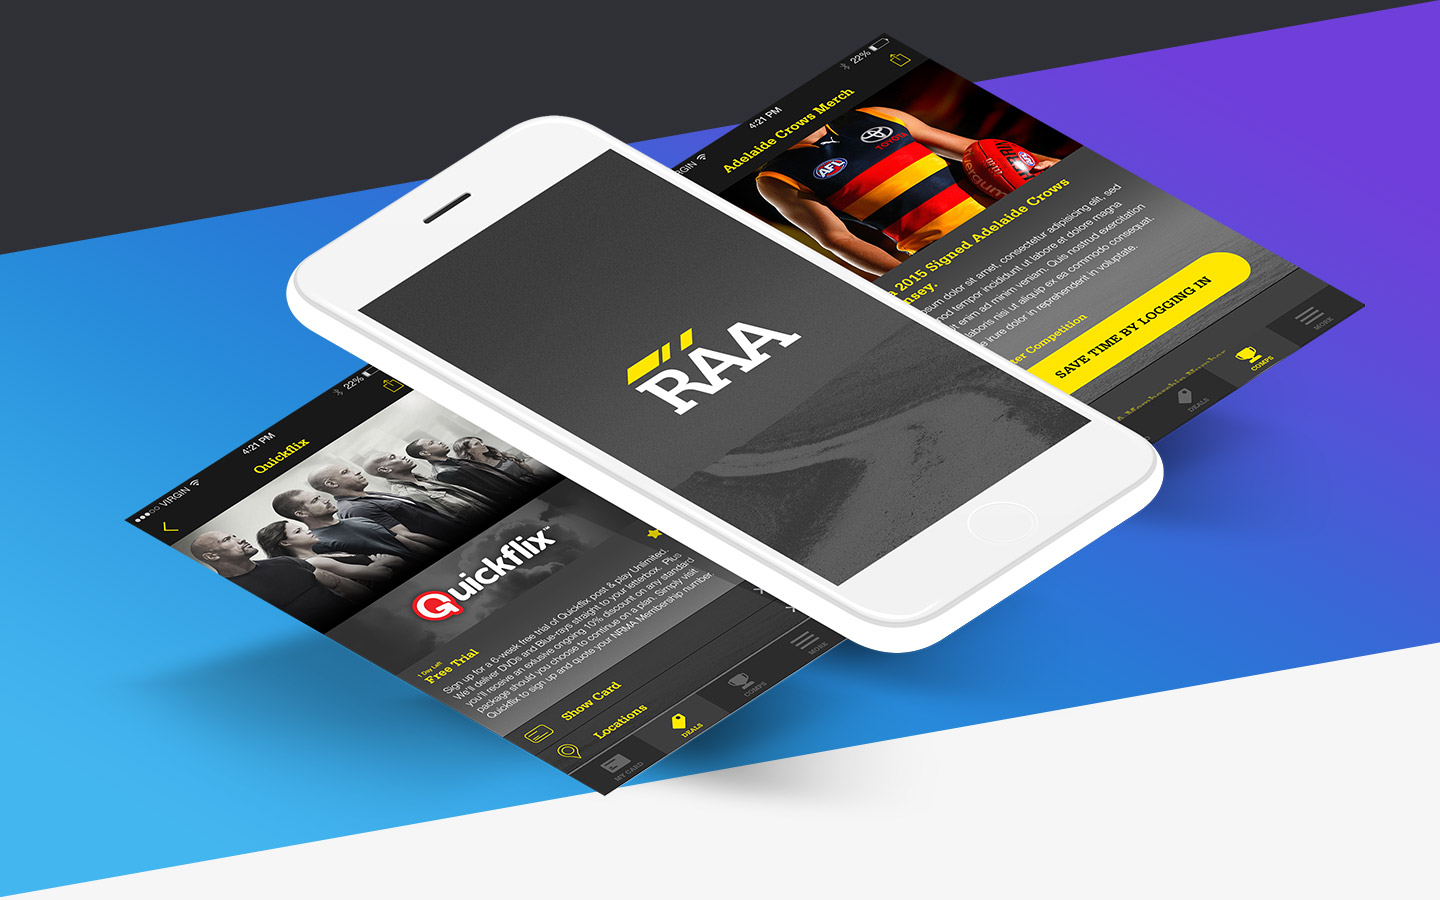 22%
4:21 PM
Adelaide Crows Merch
TOYOTA
AFL
2015 Signed Adelaide Crows
dolor sit amet, consectetur adipisicing elit, sed
tempor incididunt ut labore et dolore magna
enim ad minim veniam. Quis nostrud exercitation
laboris nisi ut aliquip ex ea commodo consequat.
irure dolor in reprehenderit in voluptate.
Competition
SAVE TIME BY LOGGING IN
DEALS
COMPS
MORE
RAA
22%
4:21 PM
VIRGIN
Quickflix
Quickflix™
1 Day Left
Free Trial
Sign up for a 6-week free trial of Quickflix post & play Unlimited.
We'll deliver DVDs and Blue-rays straight to your letterbox. Plus
you'll receive an exlusive ongoing 10% discount on any standard
package should you choose to continue on a plan. Simply visit
Quickflix to sign up and quote your NRMA Membership number.
Show Card
Locations
MY CARD
DEALS
COMPS
MORE